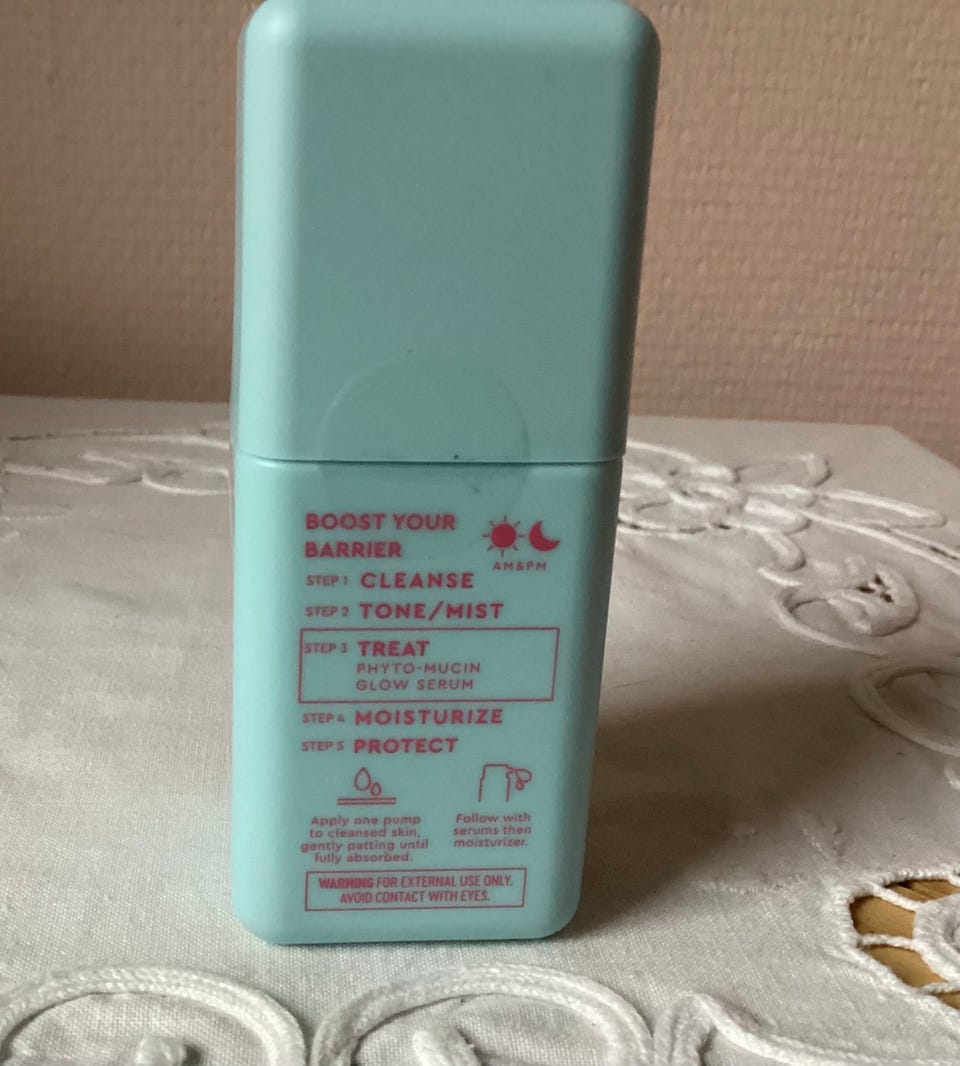 BOOST YOUR
BARRIER
AM&PM
STEP 1 CLEANSE
STEP 2 TONE/MIST
STEP 3 TREAT
PHYTO-MUCIN
GLOW SERUM
STEP 4 MOISTURIZE
STEP 5 PROTECT
Apply one pump
to cleansed skin,
gently patting until
fully absorbed.
Follow with
serums then
moisturizer.
WARNING FOR EXTERNAL USE ONLY.
AVOID CONTACT WITH EYES.